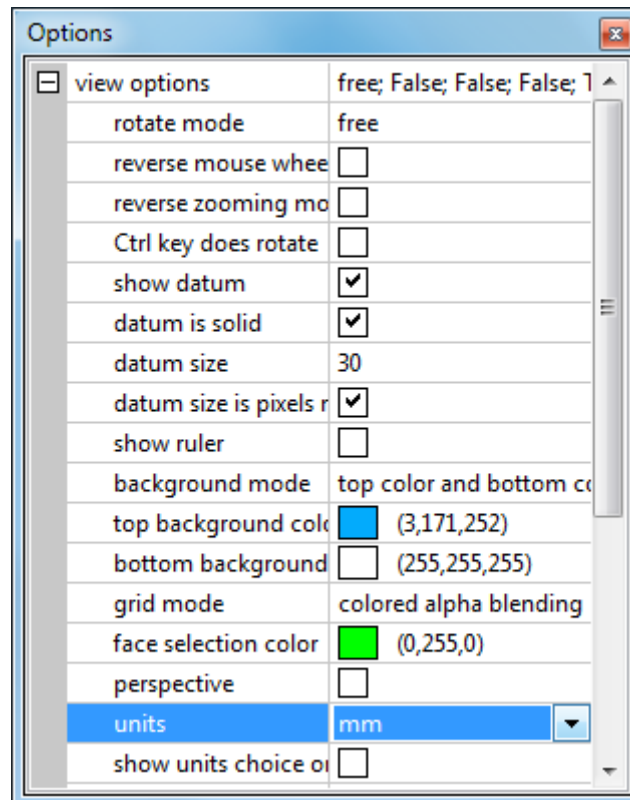 Options
view options free; False; False; False; T
rotate mode free
reverse mouse whee
reverse zooming mo
Ctrl key does rotate
show datum
datum is solid
datum size 30
datum size is pixels r
show ruler
background mode top color and bottom co
top background colo (3,171,252)
bottom background (255,255,255)
grid mode colored alpha blending
face selection color (0,255,0)
perspective
units mm
show units choice or